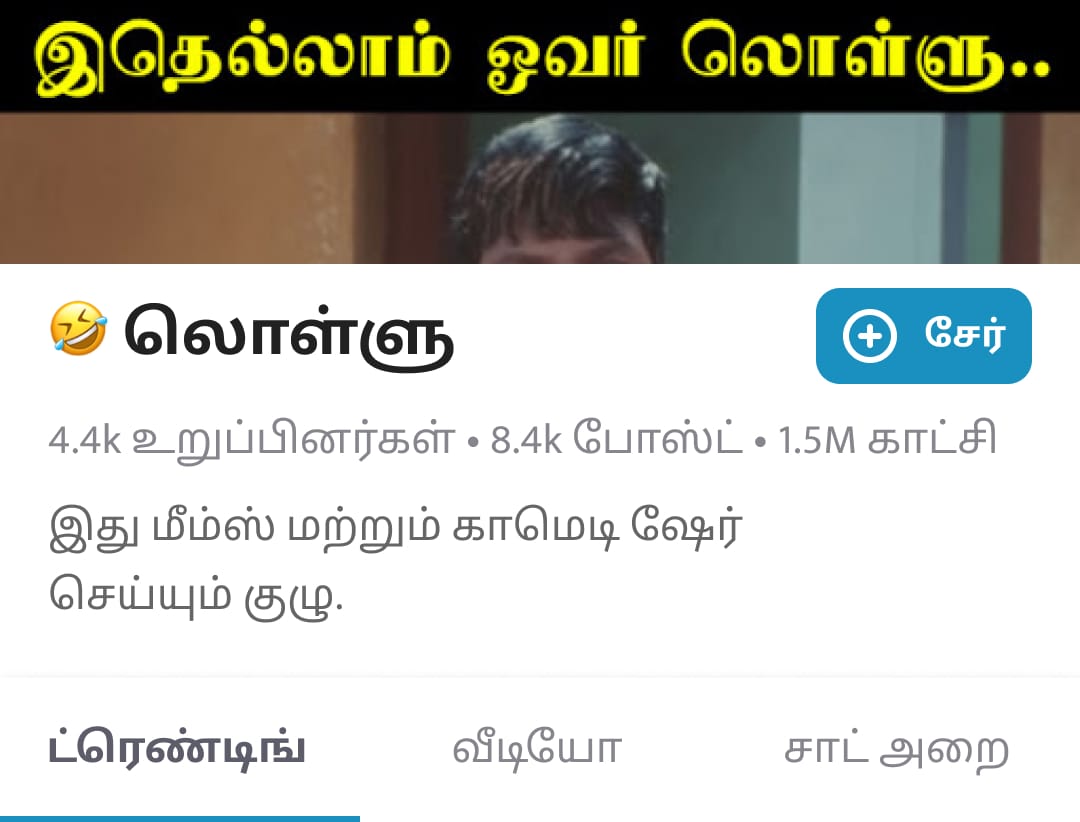 இதெல்லாம் ஓவர் லொள்ளு..
🤣 லொள்ளு
சேர்
4.4k உறுப்பினர்கள் • 8.4k போஸ்ட் • 1.5M காட்சி
இது மீம்ஸ் மற்றும் காமெடி ஷேர்
செய்யும் குழு.
ட்ரெண்டிங் வீடியோ சாட் அறை